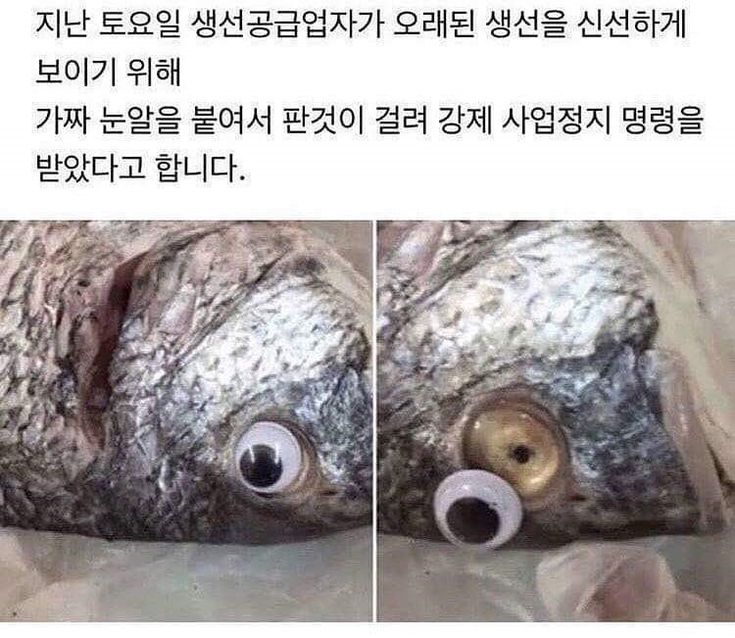 지난 토요일 생선공급업자가 오래된 생선을 신선하게
보이기 위해
가짜 눈알을 붙여서 판것이 걸려 강제 사업정지 명령을
받았다고 합니다.